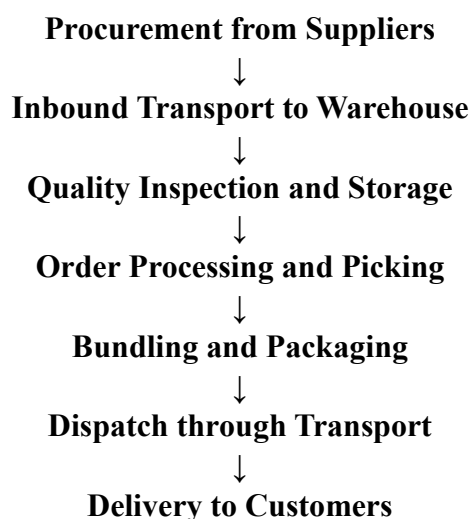 Procurement from Suppliers
↓
Inbound Transport to Warehouse
↓
Quality Inspection and Storage
↓
Order Processing and Picking
↓
Bundling and Packaging
↓
Dispatch through Transport
↓
Delivery to Customers